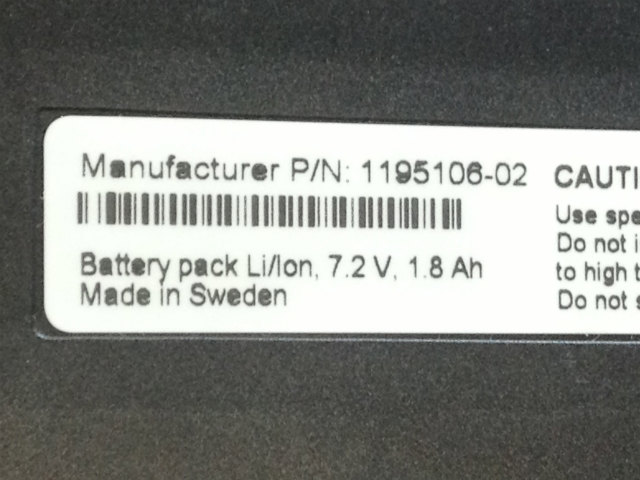 Manufacturer P/N: 1195106-02
Battery pack Li/Ion, 7.2 V, 1.8 Ah
Made in Sweden
CAUTI
Use spe
Do not i
to high t
Do not s